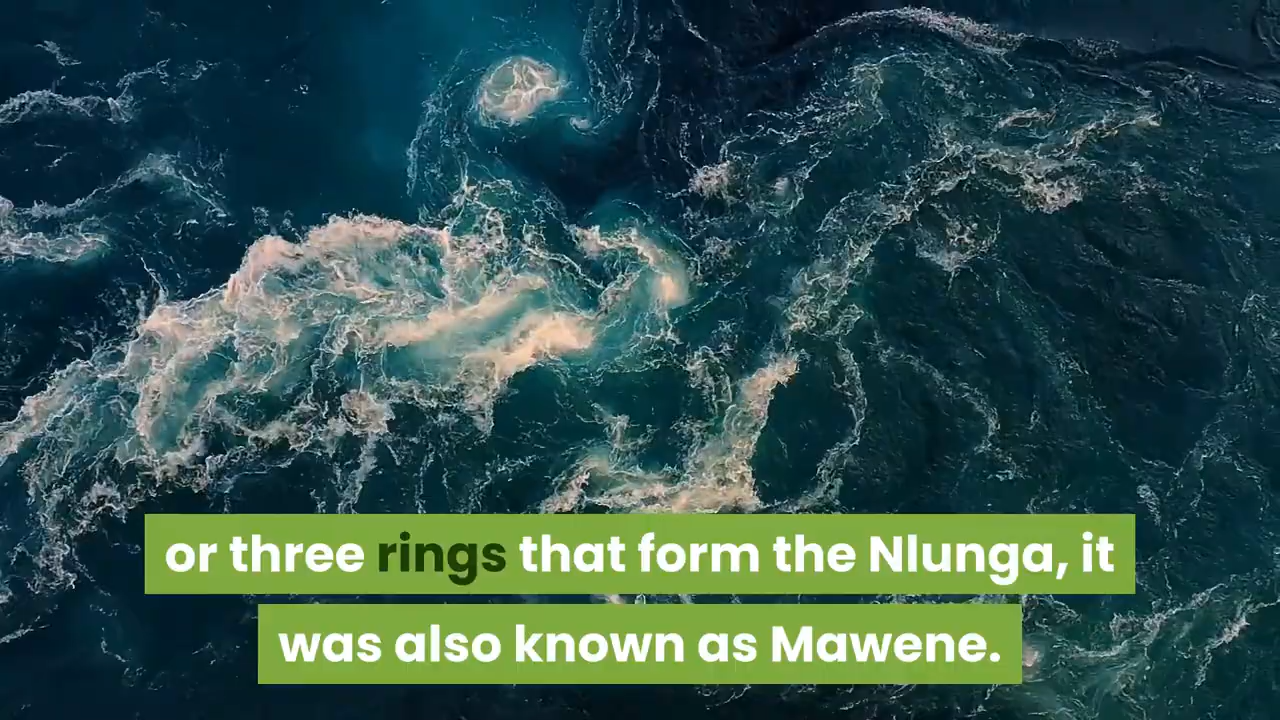 or three rings that form the Nlunga, it
was also known as Mawene.